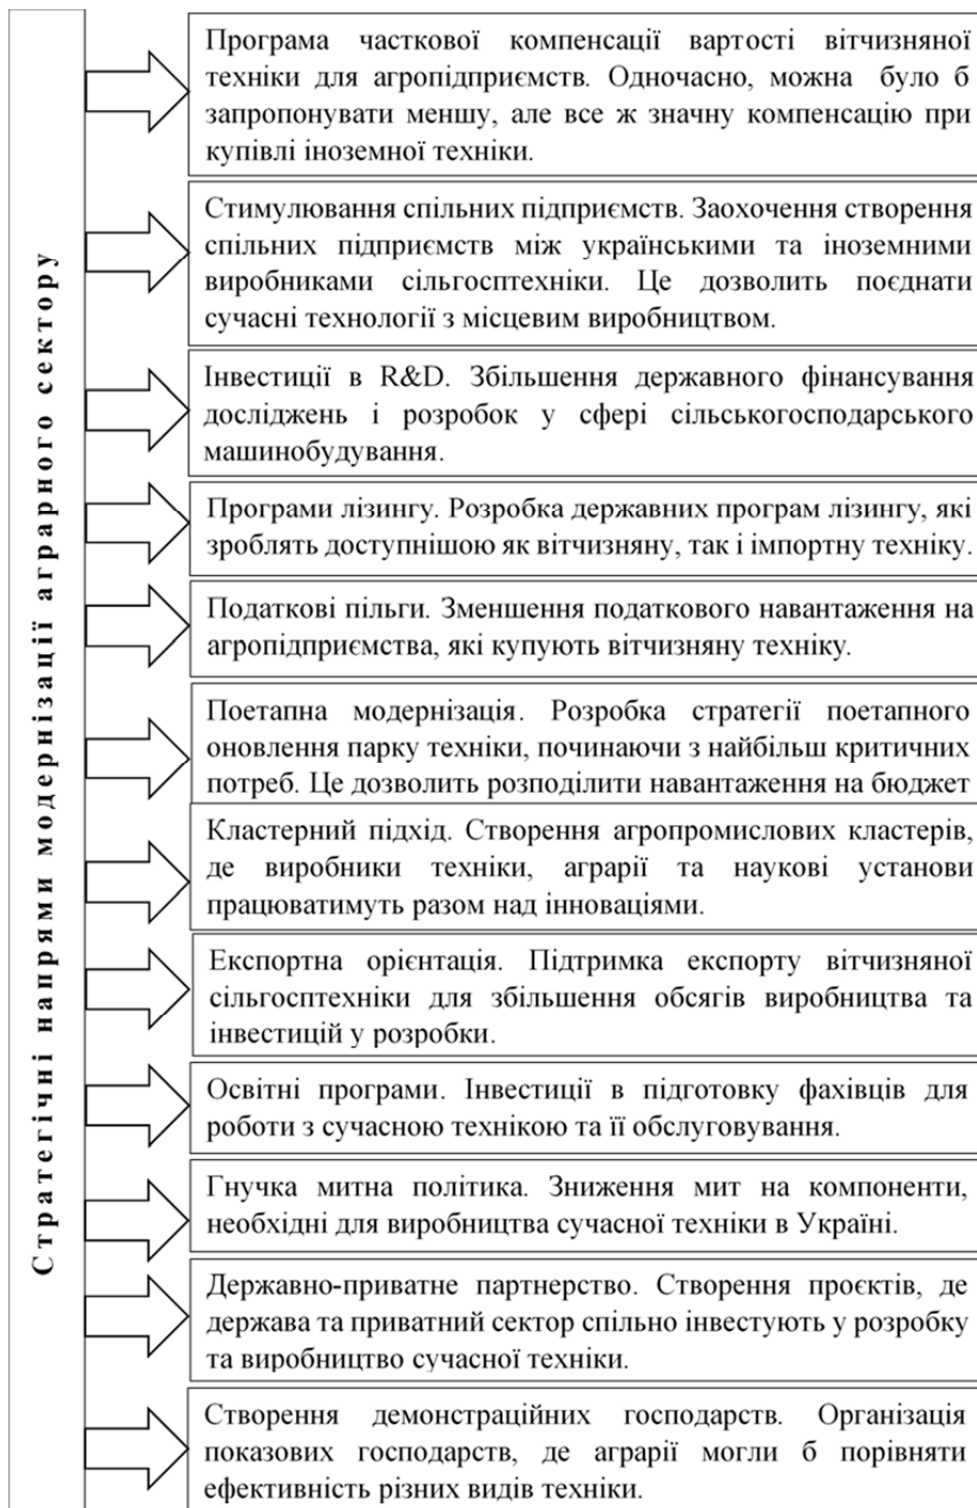 Стратегічні напрями модернізації аграрного сектору
Програма часткової компенсації вартості вітчизняної
техніки для агропідприємств. Одночасно, можна було б
запропонувати меншу, але все ж значну компенсацію при
купівлі іноземної техніки.
Стимулювання спільних підприємств. Заохочення створення
спільних підприємств між українськими та іноземними
виробниками сільгосптехніки. Це дозволить поєднати
сучасні технології з місцевим виробництвом.
Інвестиції в R&D. Збільшення державного фінансування
досліджень і розробок у сфері сільськогосподарського
машинобудування.
Програми лізингу. Розробка державних програм лізингу, які
зроблять доступнішою як вітчизняну, так і імпортну техніку.
Податкові пільги. Зменшення податкового навантаження на
агропідприємства, які купують вітчизняну техніку.
Поетапна модернізація. Розробка стратегії поетапного
оновлення парку техніки, починаючи з найбільш критичних
потреб. Це дозволить розподілити навантаження на бюджет
Кластерний підхід. Створення агропромислових кластерів,
де виробники техніки, аграрії та наукові установи
працюватимуть разом над інноваціями.
Експортна орієнтація. Підтримка експорту вітчизняної
сільгосптехніки для збільшення обсягів виробництва та
інвестицій у розробки.
Освітні програми. Інвестиції в підготовку фахівців для
роботи з сучасною технікою та її обслуговування.
Гнучка митна політика. Зниження мит на компоненти,
необхідні для виробництва сучасної техніки в Україні.
Державно-приватне партнерство. Створення проєктів, де
держава та приватний сектор спільно інвестують у розробку
та виробництво сучасної техніки.
Створення демонстраційних господарств. Організація
показових господарств, де аграрії могли б порівняти
ефективність різних видів техніки.